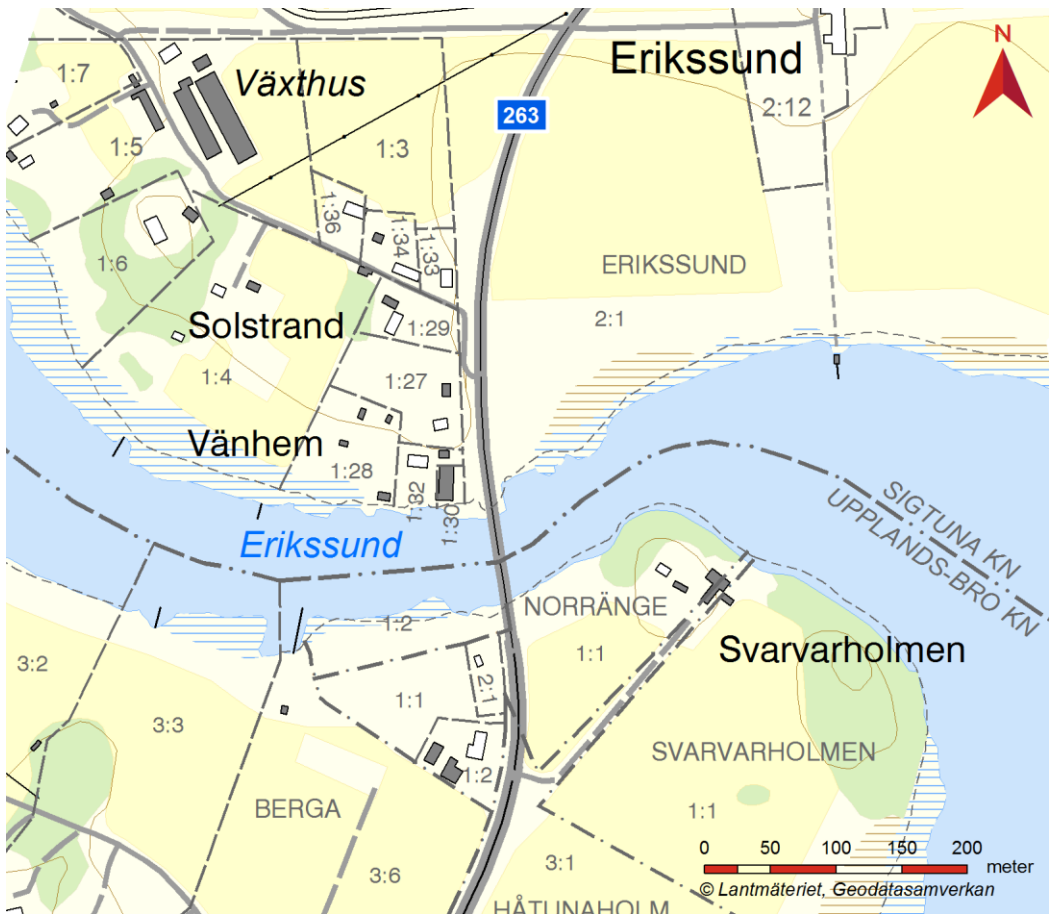 N
Erikssund
1:7
Växthus
263
2:12
1:5
1:3
1:36
1:34
1:33
1:6
ERIKSSUND
2:1
Solstrand
1:29
1:4
1:27
Vänhem
1:28
1:32
1:30
SIGTUNA KN
UPPLANDS-BRO KN
Erikssund
NORRÄNGE
1:2
3:2
1:1
Svarvarholmen
2:1
1:1
3:3
SVARVARHOLMEN
1:2
BERGA
1:1
0 50 100 150 200
meter
3:1
3:6
© Lantmäteriet, Geodatasamverkan
HÅTUNAHOLM